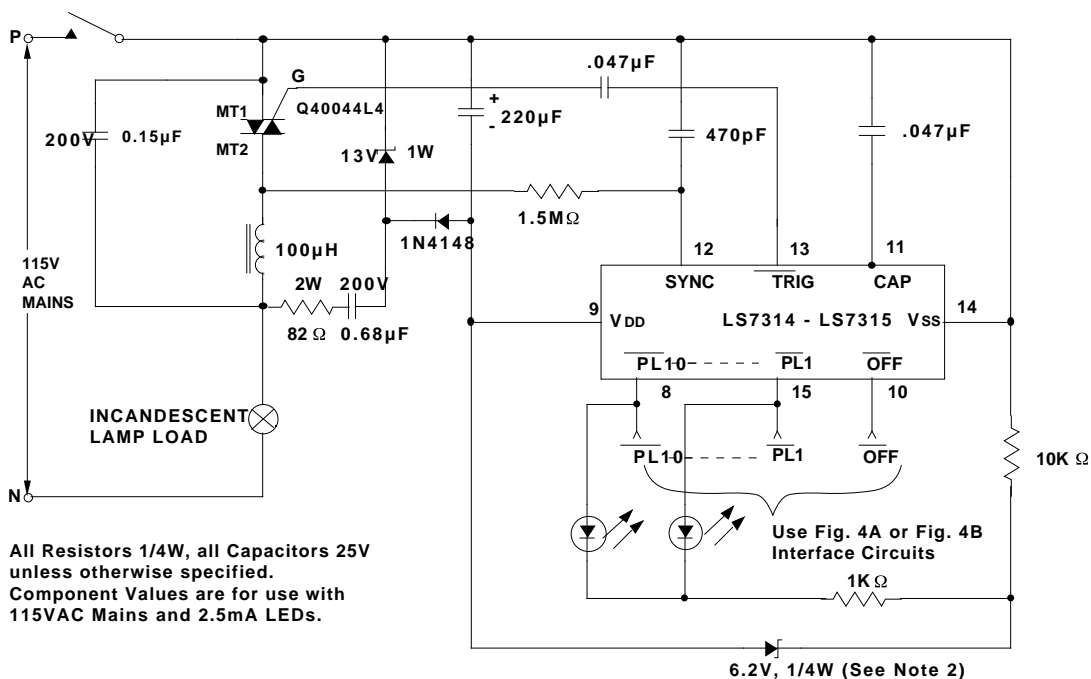 P
.047µF
G
Q40044L4
MT1
MT2
200V
0.15µF
+
-
220µF
470pF
.047µF
13V
1W
1.5MΩ
1N4148
100µH
12
13
11
115V
AC
MAINS
2W
200V
82 Ω
0.68µF
SYNC
TRIG
CAP
9
VDD
LS7314 - LS7315
VSS
14
PL10
PL1
OFF
8
15
10
INCANDESCENT
LAMP LOAD
PL10
PL1
OFF
10K Ω
N
Use Fig. 4A or Fig. 4B
Interface Circuits
All Resistors 1/4W, all Capacitors 25V
unless otherwise specified.
Component Values are for use with
115VAC Mains and 2.5mA LEDs.
1K Ω
6.2V, 1/4W (See Note 2)